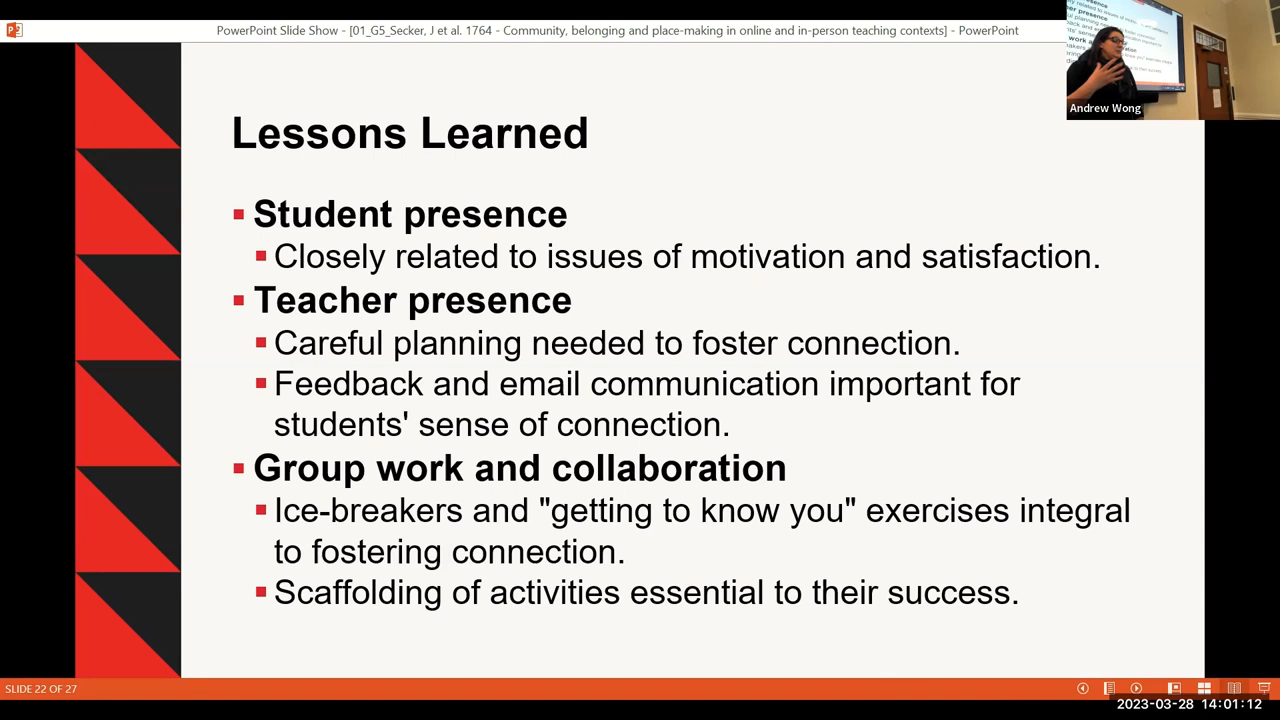 PowerPoint Slide Show - [01_G5_Secker, J et al. 1764 - Community, belonging and place-making in online and in-person teaching contexts] - PowerPoint
Andrew Wong
Lessons Learned
Student presence
Closely related to issues of motivation and satisfaction.
Teacher presence
Careful planning needed to foster connection.
Feedback and email communication important for
students' sense of connection.
Group work and collaboration
Ice-breakers and "getting to know you" exercises integral
to fostering connection.
Scaffolding of activities essential to their success.
SLIDE 22 OF 27
2023-03-28 14:01:12